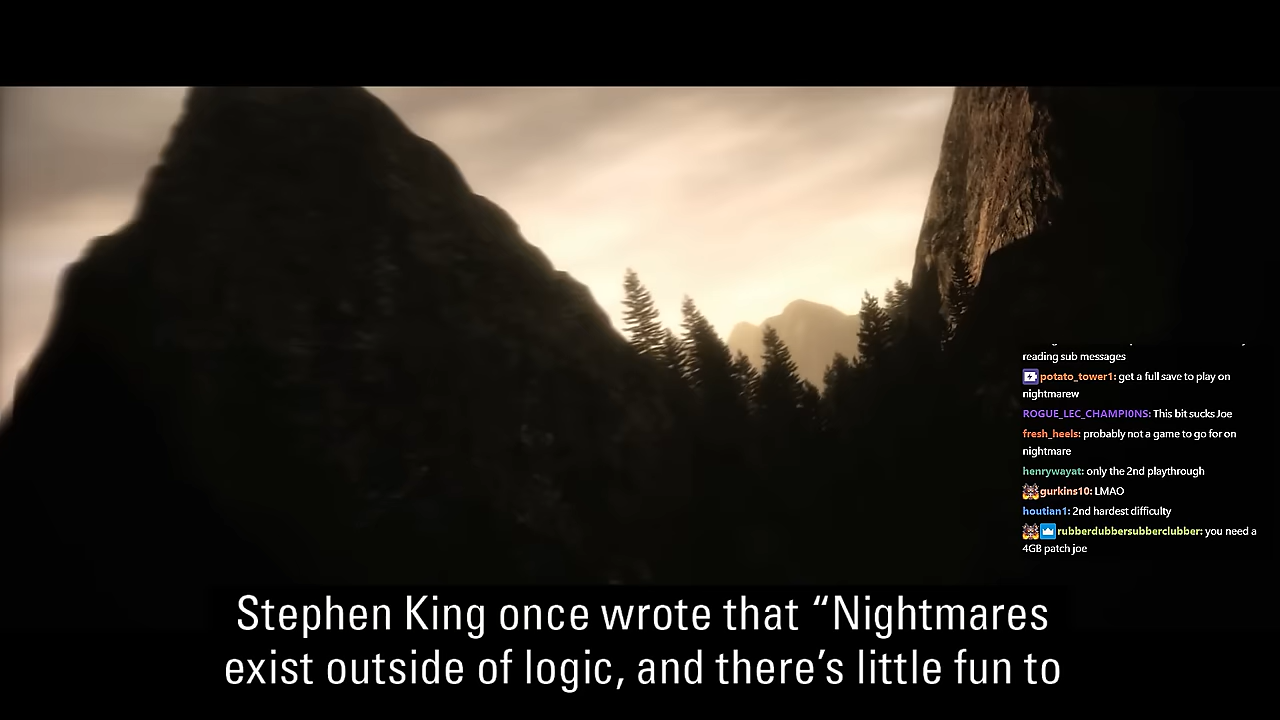 reading sub messages
potato_tower1: get a full save to play on
nightmarew
ROGUE_LEC_CHAMPI0NS: This bit sucks Joe
fresh_heels: probably not a game to go for on
nightmare
henrywayat: only the 2nd playthrough
gurkins10: LMAO
houtian1: 2nd hardest difficulty
rubberdubbersubberclubber: you need a
4GB patch joe
Stephen King once wrote that “Nightmares
exist outside of logic, and there’s little fun to